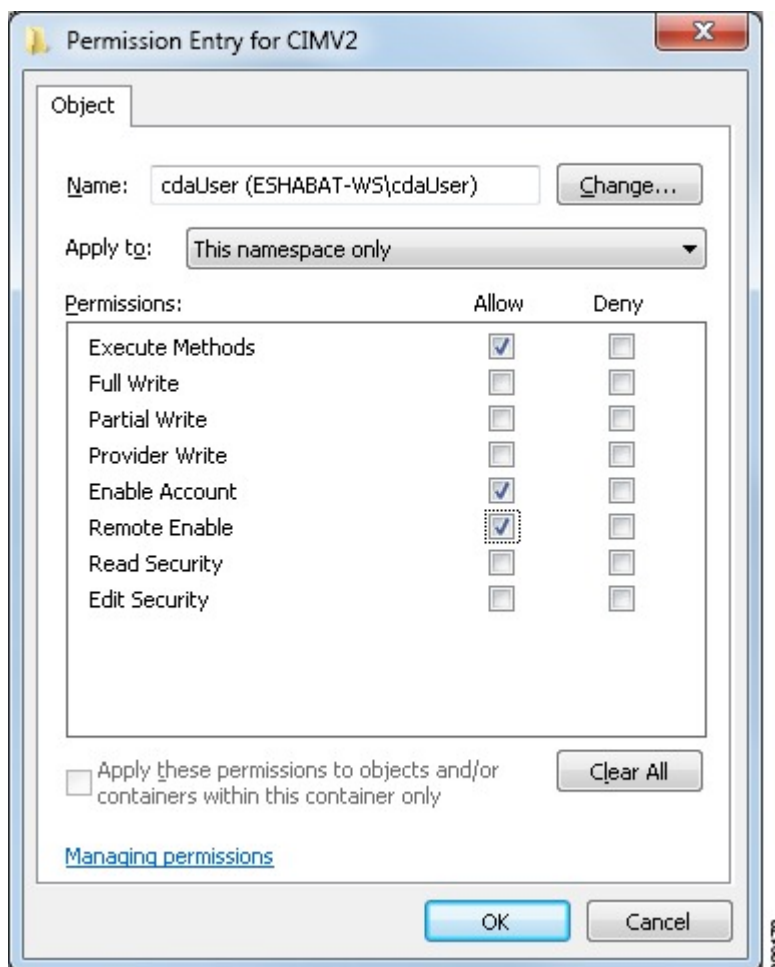 Permission Entry for CIMV2
Object
Name: cdaUser (ESHABAT-WS\cdaUser) Change...
Apply to: This namespace only
Permissions: Allow Deny
Execute Methods
Full Write
Partial Write
Provider Write
Enable Account
Remote Enable
Read Security
Edit Security
Apply these permissions to objects and/or
containers within this container only
Clear All
Managing permissions
OK Cancel